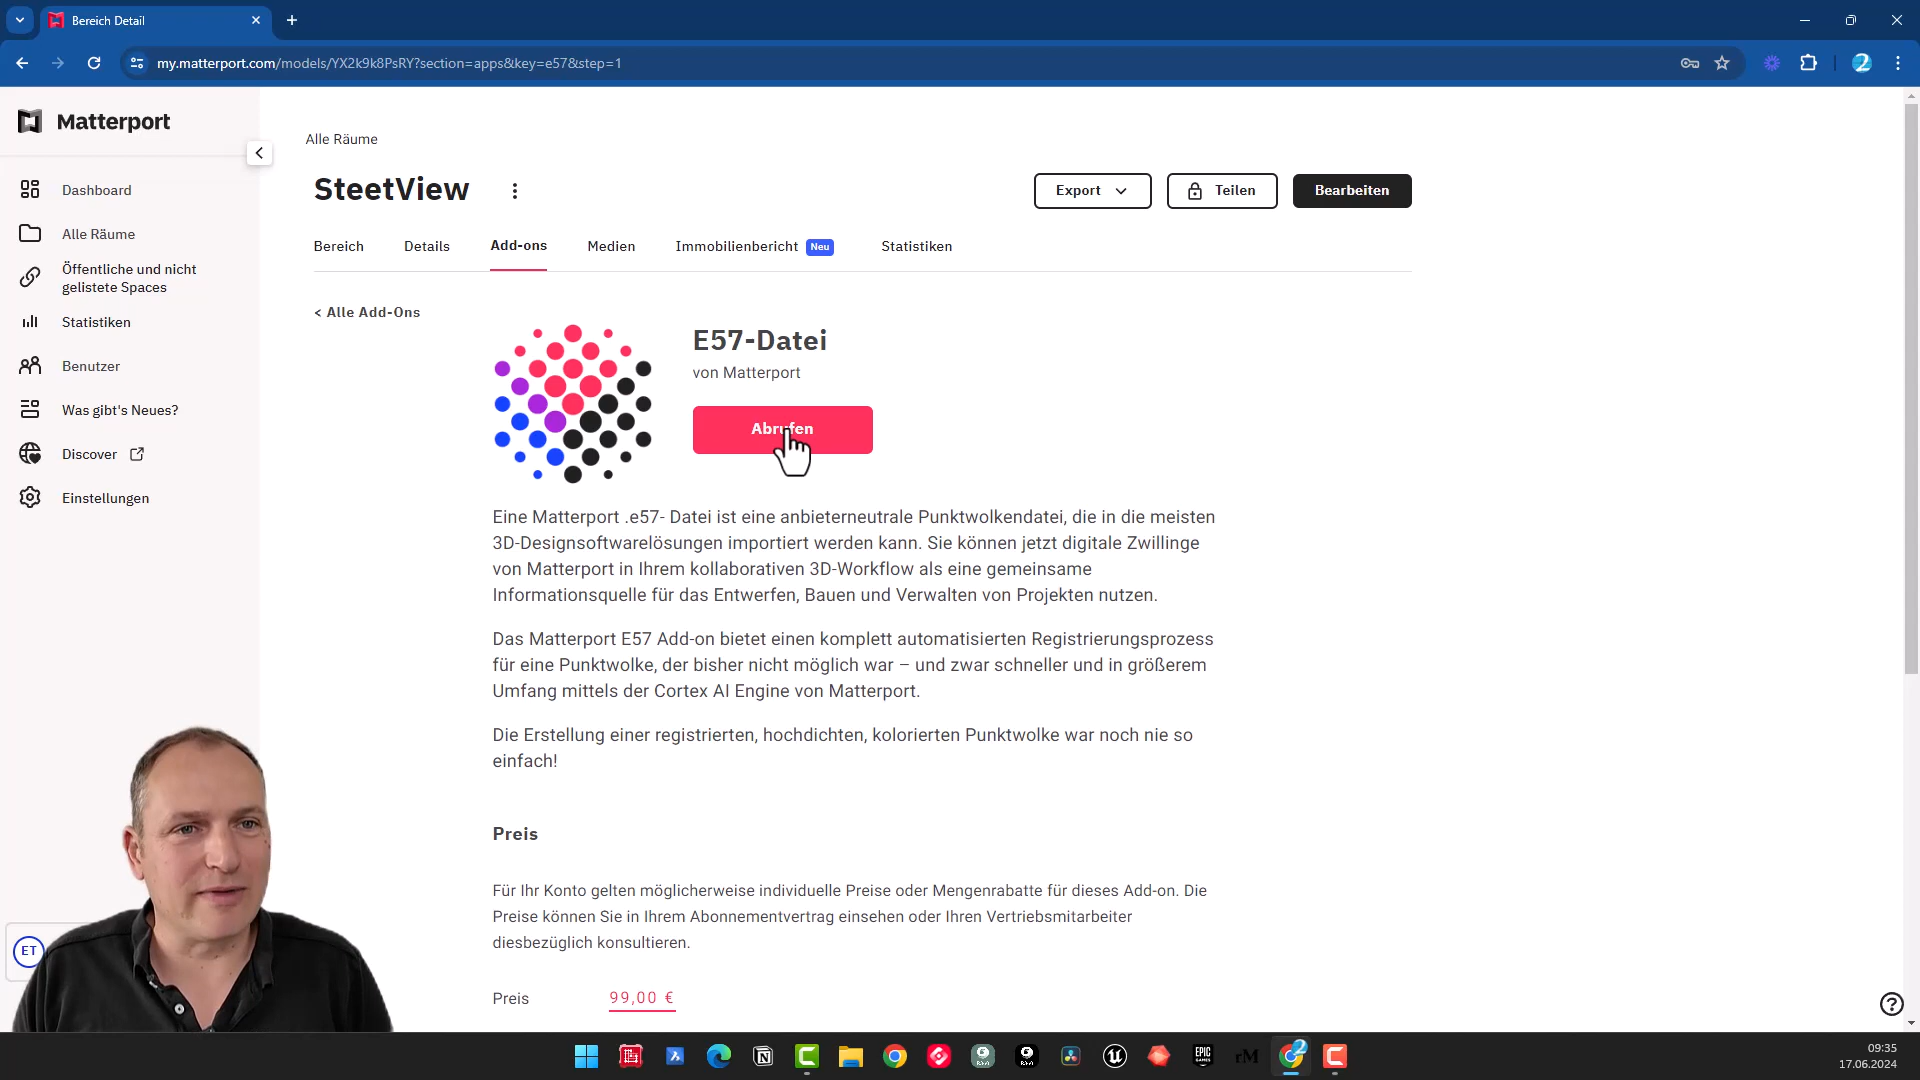 Bereich Detail
my.matterport.com/models/YX2k9k8PsRY?section=apps&key=e57&step=1
2
Matterport
Dashboard
Alle Räume
Öffentliche und nicht
gelistete Spaces
Statistiken
Benutzer
Was gibt's Neues?
Discover
Einstellungen
ET
Alle Räume
SteetView
Export
Teilen
Bearbeiten
Bereich
Details
Add-ons
Medien
Immobilienbericht Neu
Statistiken
< Alle Add-Ons
E57-Datei
von Matterport
Abrufen
Eine Matterport .e57- Datei ist eine anbieterneutrale Punktwolkendatei, die in die meisten
3D-Designsoftwarelösungen importiert werden kann. Sie können jetzt digitale Zwillinge
von Matterport in Ihrem kollaborativen 3D-Workflow als eine gemeinsame
Informationsquelle für das Entwerfen, Bauen und Verwalten von Projekten nutzen.
Das Matterport E57 Add-on bietet einen komplett automatisierten Registrierungsprozess
für eine Punktwolke, der bisher nicht möglich war – und zwar schneller und in größerem
Umfang mittels der Cortex AI Engine von Matterport.
Die Erstellung einer registrierten, hochdichten, kolorierten Punktwolke war noch nie so
einfach!
Preis
Für Ihr Konto gelten möglicherweise individuelle Preise oder Mengenrabatte für dieses Add-on. Die
Preise können Sie in Ihrem Abonnementvertrag einsehen oder Ihren Vertriebsmitarbeiter
diesbezüglich konsultieren.
Preis 99,00 €
EPIC
GAMES
rM
2
09:35
17.06.2024